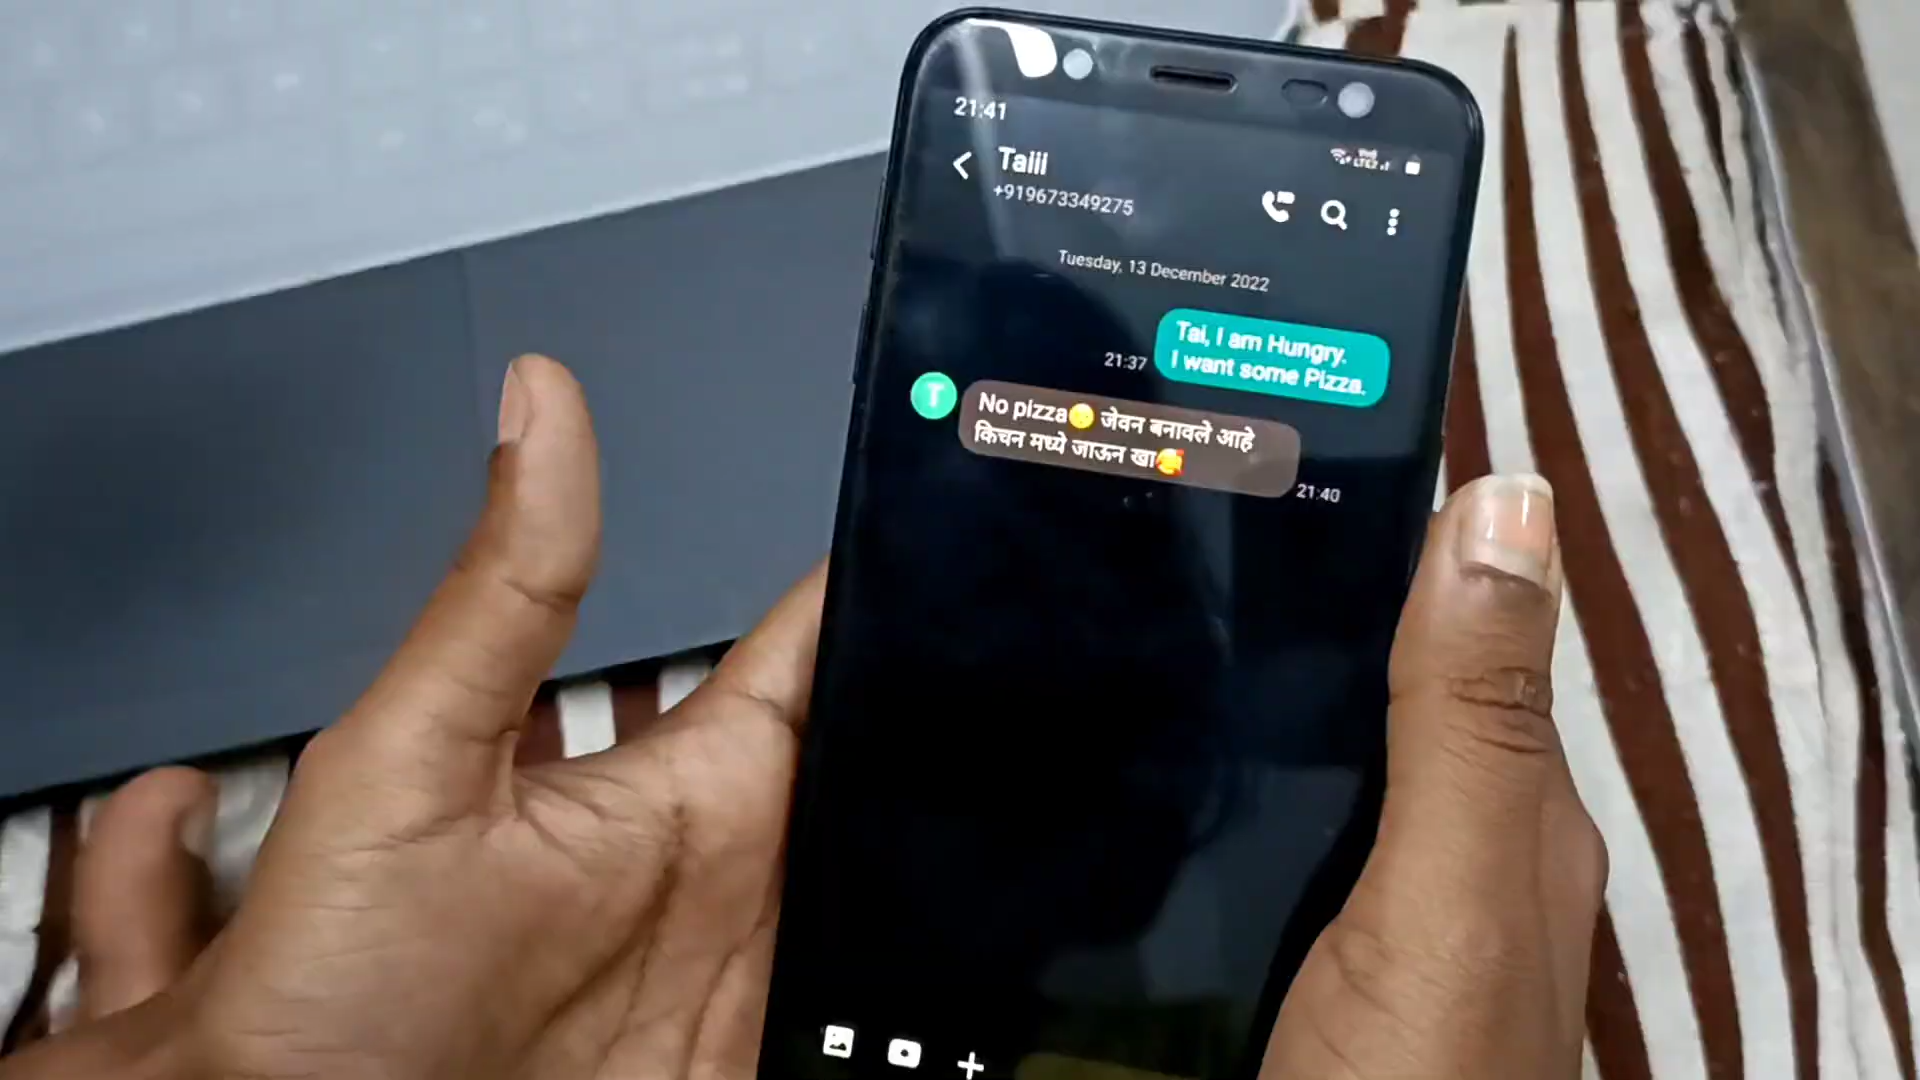 21:41
Taiii
+919673349275
Tuesday, 13 December 2022
Tai, I am Hungry.
I want some Pizza.
21:37
T
No pizza🙂 जेवन बनावले आहे
किचन मध्ये जाऊन खा🥰
21:40